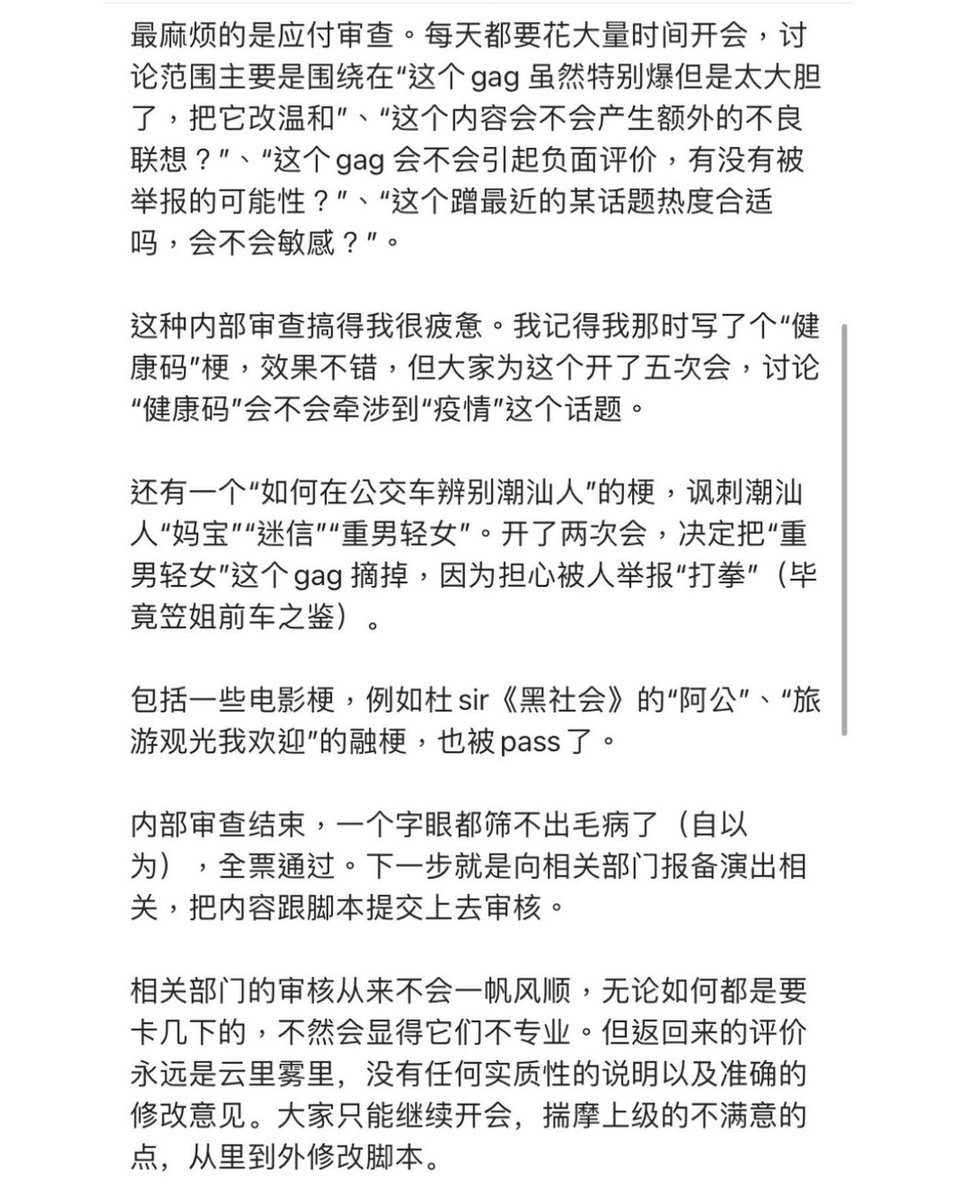 最麻烦的是应付审查。每天都要花大量时间开会，讨
论范围主要是围绕在“这个gag 虽然特别爆但是太大胆
了，把它改温和”、“这个内容会不会产生额外的不良
联想？”、“这个gag 会不会引起负面评价，有没有被
举报的可能性？”、“这个蹭最近的某话题热度合适
吗，会不会敏感？”。
这种内部审查搞得我很疲惫。我记得我那时写了个“健
康码”梗，效果不错，但大家为这个开了五次会，讨论
“健康码”会不会牵涉到“疫情”这个话题。
还有一个“如何在公交车辨别潮汕人”的梗，讽刺潮汕
人“妈宝”“迷信”“重男轻女”。开了两次会，决定把“重
男轻女”这个gag 摘掉，因为担心被人举报“打拳”（毕
竟笠姐前车之鉴）。
包括一些电影梗，例如杜sir《黑社会》的“阿公”、“旅
游观光我欢迎”的融梗，也被pass了。
内部审查结束，一个字眼都筛不出毛病了（自以
为），全票通过。下一步就是向相关部门报备演出相
关，把内容跟脚本提交上去审核。
相关部门的审核从来不会一帆风顺，无论如何都是要
卡几下的，不然会显得它们不专业。但返回来的评价
永远是云里雾里，没有任何实质性的说明以及准确的
修改意见。大家只能继续开会，揣摩上级的不满意的
点，从里到外修改脚本。